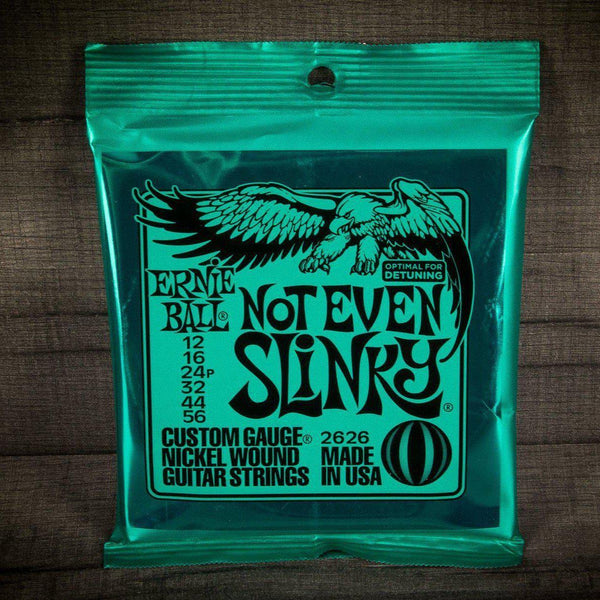 OPTIMAL FOR
DETUNING
ERNIE
BALL®
NOT EVEN
SLINKY®
12
16
24P
32
44
56
CUSTOM GAUGE® 2626
NICKEL WOUND MADE
GUITAR STRINGS IN USA